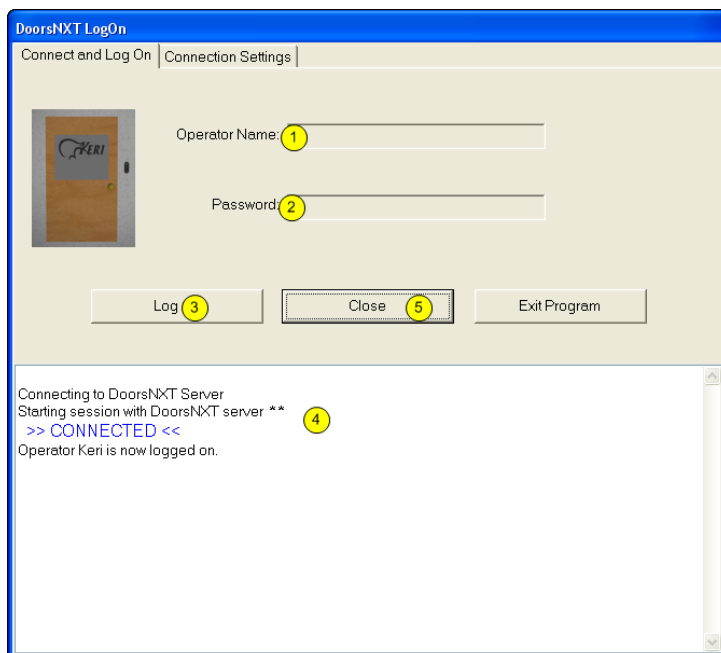 DoorsNXT LogOn
Connect and Log On
Connection Settings
KERI
Operator Name: 1
Password: 2
Log 3
Close 5
Exit Program
Connecting to DoorsNXT Server
Starting session with DoorsNXT server **
4
>> CONNECTED <<
Operator Keri is now logged on.